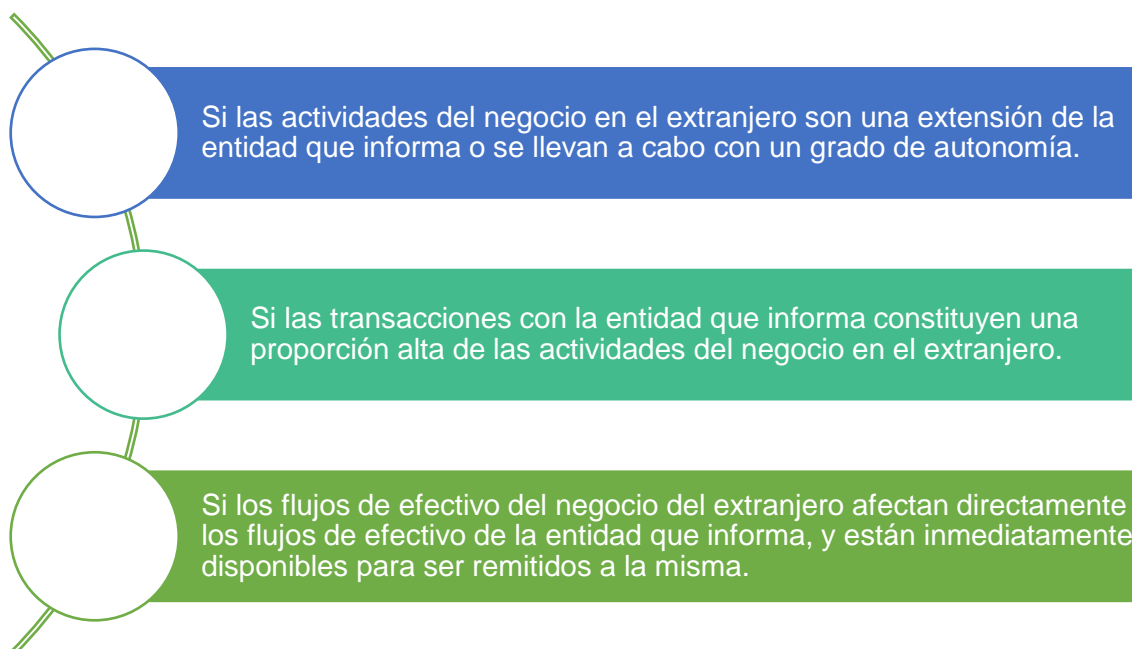 Si las actividades del negocio en el extranjero son una extensión de la
entidad que informa o se llevan a cabo con un grado de autonomía.
Si las transacciones con la entidad que informa constituyen una
proporción alta de las actividades del negocio en el extranjero.
Si los flujos de efectivo del negocio del extranjero afectan directamente
los flujos de efectivo de la entidad que informa, y están inmediatamente
disponibles para ser remitidos a la misma.